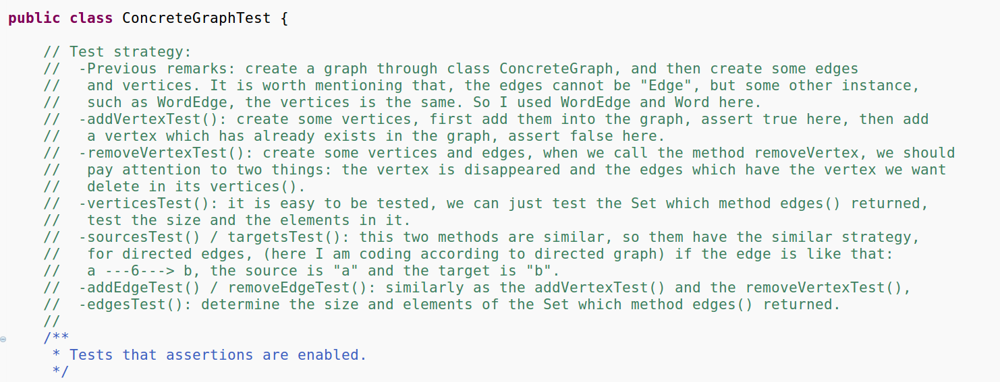 public class ConcreteGraphTest {
// Test strategy:
//  -Previous remarks: create a graph through class ConcreteGraph, and then create some edges
//   and vertices. It is worth mentioning that, the edges cannot be "Edge", but some other instance,
//   such as WordEdge, the vertices is the same. So I used WordEdge and Word here.
//  -addVertexTest(): create some vertices, first add them into the graph, assert true here, then add
//   a vertex which has already exists in the graph, assert false here.
//  -removeVertexTest(): create some vertices and edges, when we call the method removeVertex, we should
//   pay attention to two things: the vertex is disappeared and the edges which have the vertex we want
//   delete in its vertices().
//  -verticesTest(): it is easy to be tested, we can just test the Set which method edges() returned,
//   test the size and the elements in it.
//  -sourcesTest() / targetsTest(): this two methods are similar, so them have the similar strategy,
//   for directed edges, (here I am coding according to directed graph) if the edge is like that:
//   a ---6---> b, the source is "a" and the target is "b".
//  -addEdgeTest() / removeEdgeTest(): similarly as the addVertexTest() and the removeVertexTest(),
//  -edgesTest(): determine the size and elements of the Set which method edges() returned.
//
/**
 * Tests that assertions are enabled.
 */